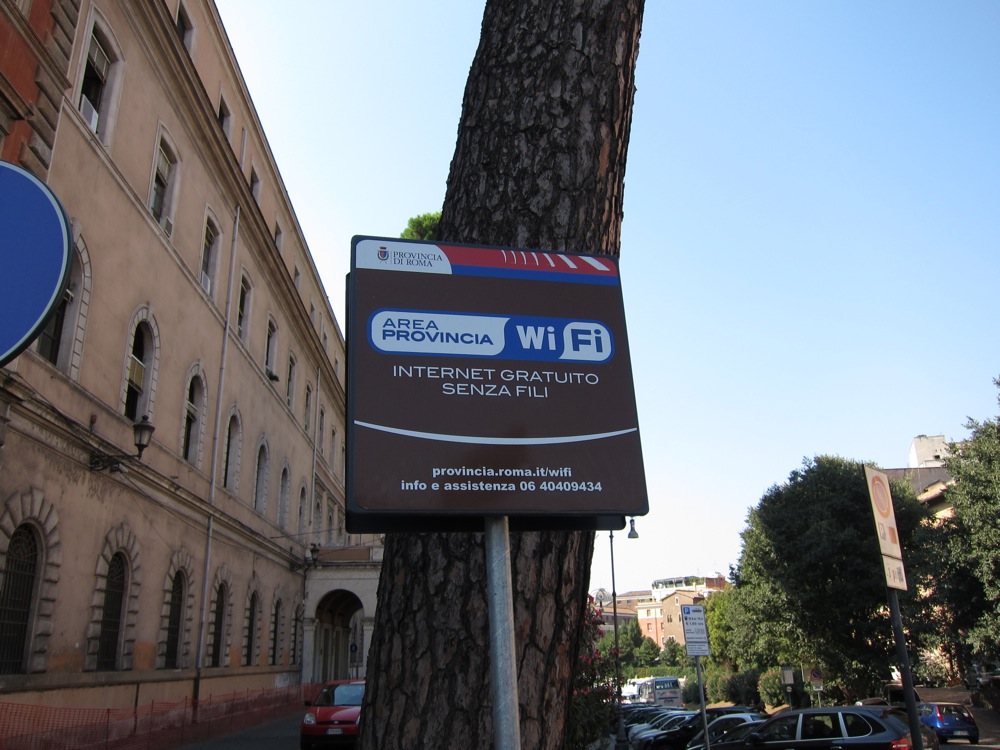 PROVINCIA
DI ROMA
AREA
PROVINCIA
Wi Fi
INTERNET GRATUITO
SENZA FILI
provincia.roma.it/wifi
info e assistenza 06 40409434
P